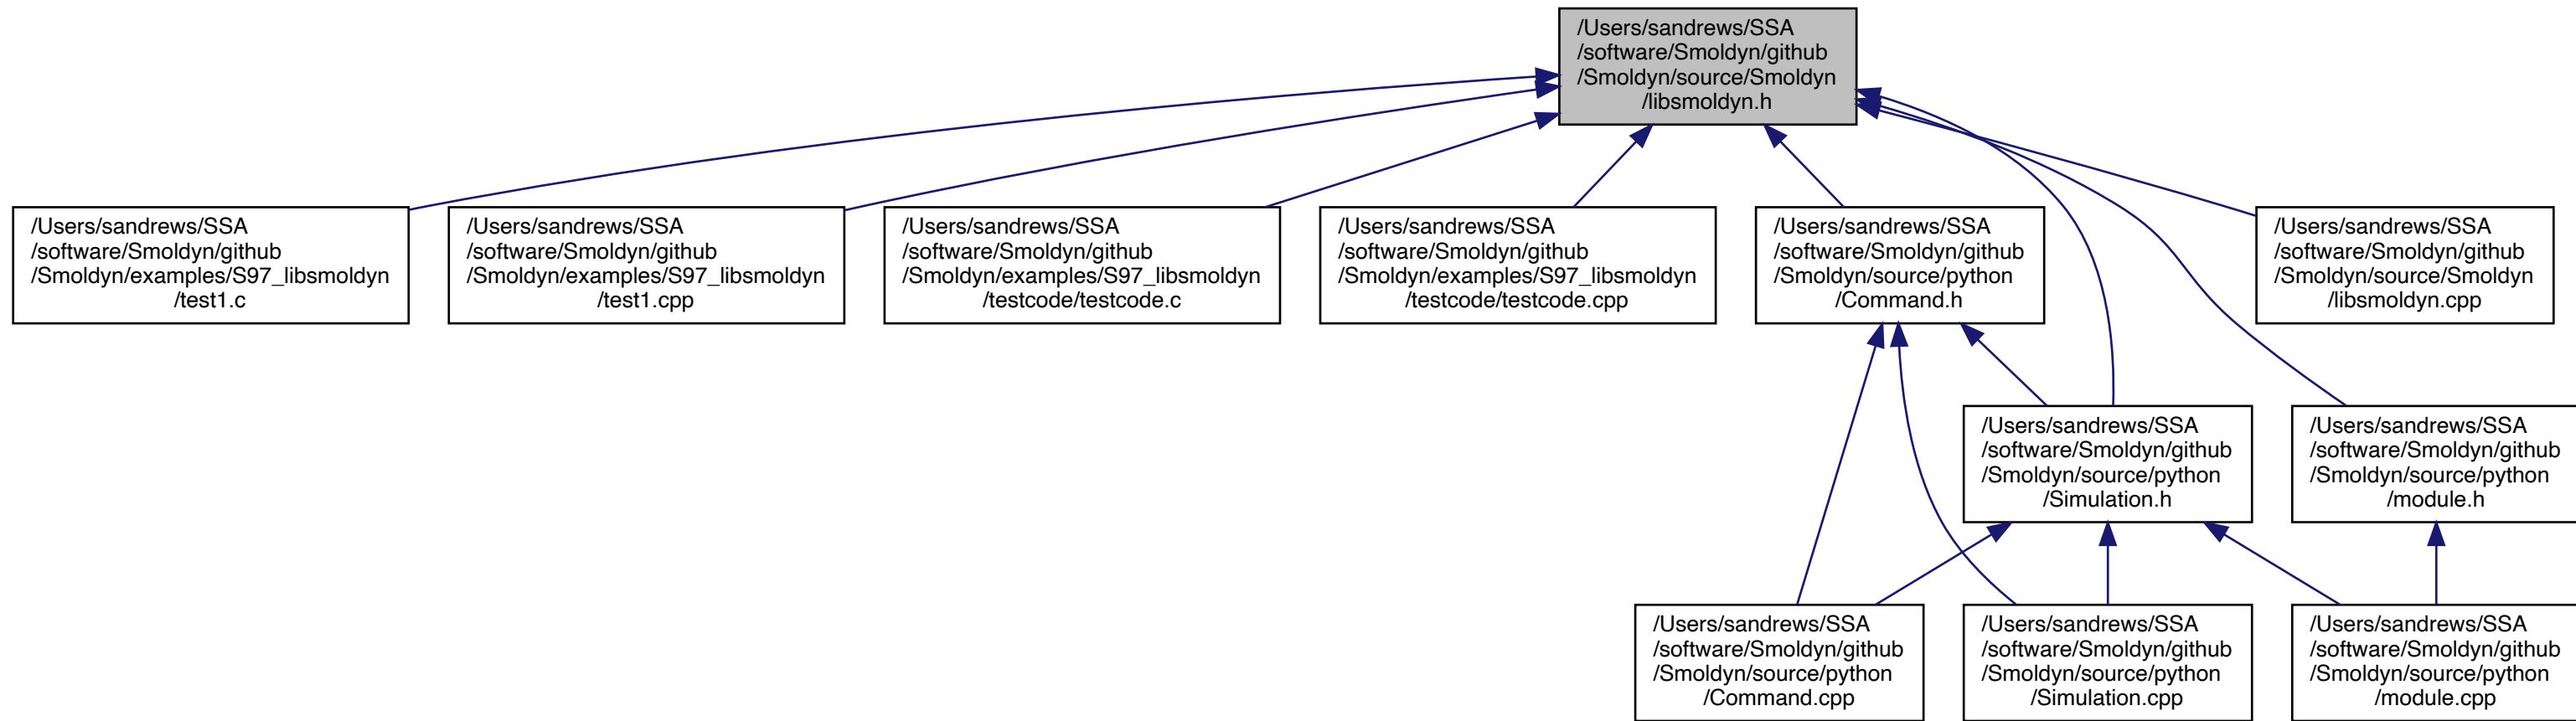 /Users/sandrews/SSA
/software/Smoldyn/github
/Smoldyn/source/Smoldyn
/libsmoldyn.h
/Users/sandrews/SSA
/software/Smoldyn/github
/Smoldyn/examples/S97_libsmoldyn
/test1.c
/Users/sandrews/SSA
/software/Smoldyn/github
/Smoldyn/examples/S97_libsmoldyn
/test1.cpp
/Users/sandrews/SSA
/software/Smoldyn/github
/Smoldyn/examples/S97_libsmoldyn
/testcode/testcode.c
/Users/sandrews/SSA
/software/Smoldyn/github
/Smoldyn/examples/S97_libsmoldyn
/testcode/testcode.cpp
/Users/sandrews/SSA
/software/Smoldyn/github
/Smoldyn/source/python
/Command.h
/Users/sandrews/SSA
/software/Smoldyn/github
/Smoldyn/source/Smoldyn
/libsmoldyn.cpp
/Users/sandrews/SSA
/software/Smoldyn/github
/Smoldyn/source/python
/Simulation.h
/Users/sandrews/SSA
/software/Smoldyn/github
/Smoldyn/source/python
/module.h
/Users/sandrews/SSA
/software/Smoldyn/github
/Smoldyn/source/python
/Command.cpp
/Users/sandrews/SSA
/software/Smoldyn/github
/Smoldyn/source/python
/Simulation.cpp
/Users/sandrews/SSA
/software/Smoldyn/github
/Smoldyn/source/python
/module.cpp